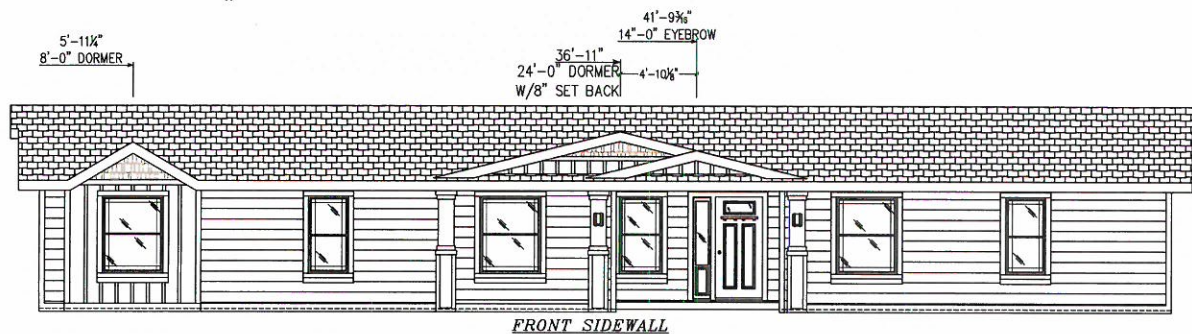 5'-11¼"
8'-0" DORMER
36'-11"
24'-0" DORMER
W/8" SET BACK
41'-9³⁄₁₆"
14'-0" EYEBROW
4'-10⅛"
FRONT SIDEWALL